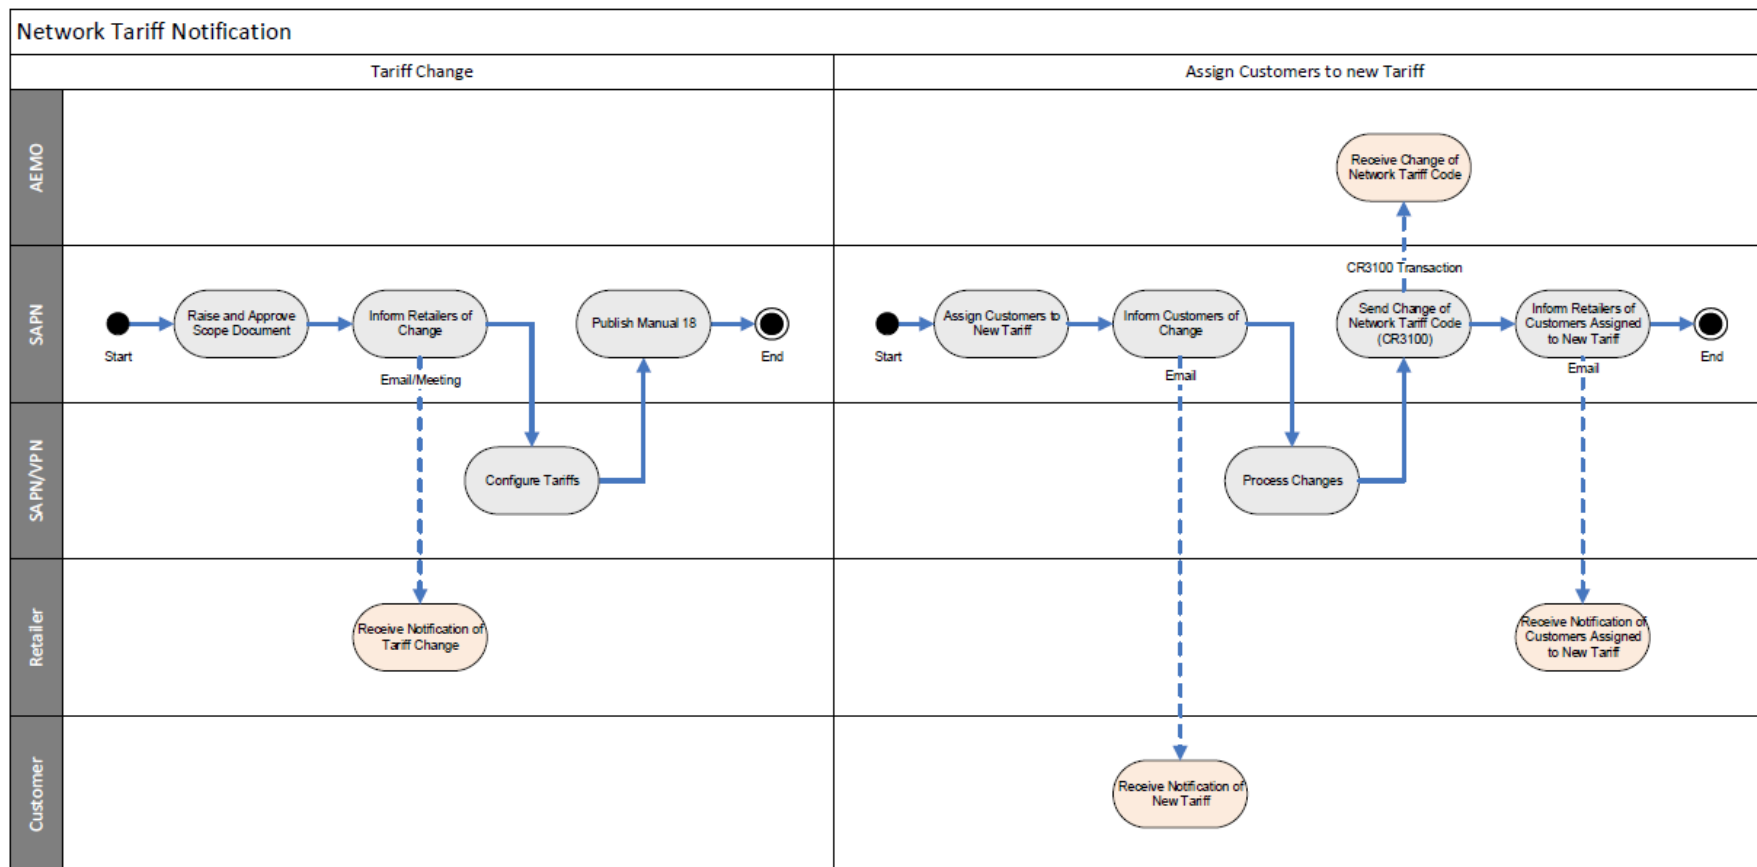 Network Tariff Notification
Tariff Change
Assign Customers to new Tariff
AEMO
Receive Change of
Network Tariff Code
CR3100 Transaction
SAPN
Start
Raise and Approve
Scope Document
Inform Retailers of
Change
Email/Meeting
Publish Manual 18
End
Start
Assign Customers to
New Tariff
Inform Customers of
Change
Email
Send Change of
Network Tariff Code
(CR3100)
Inform Retailers of
Customers Assigned
to New Tariff
Email
End
SAPN/VPN
Configure Tariffs
Process Changes
Retailer
Receive Notification of
Tariff Change
Receive Notification of
Customers Assigned
to New Tariff
Customer
Receive Notification of
New Tariff